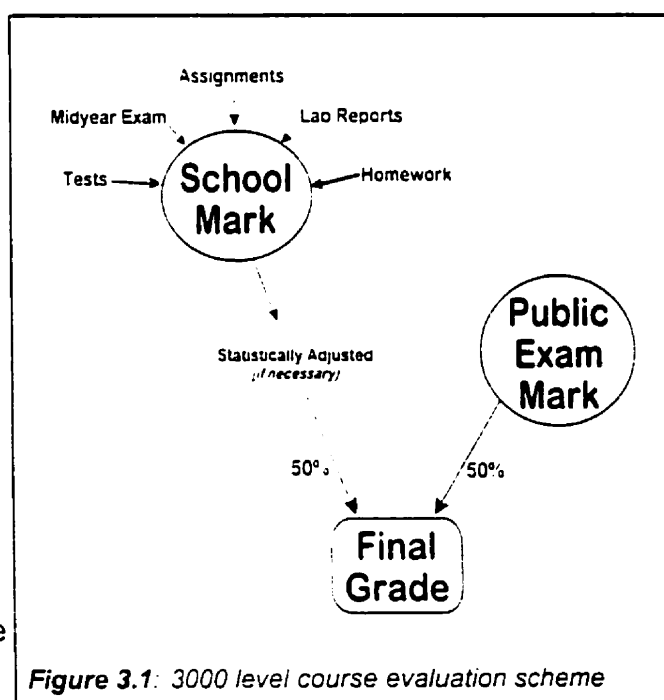 Assignments
Midyear Exam
Lab Reports
Tests
Homework
School
Mark
Public
Exam
Mark
Statistically Adjusted
(if necessary)
50%
50%
Final
Grade
e
Figure 3.1: 3000 level course evaluation scheme